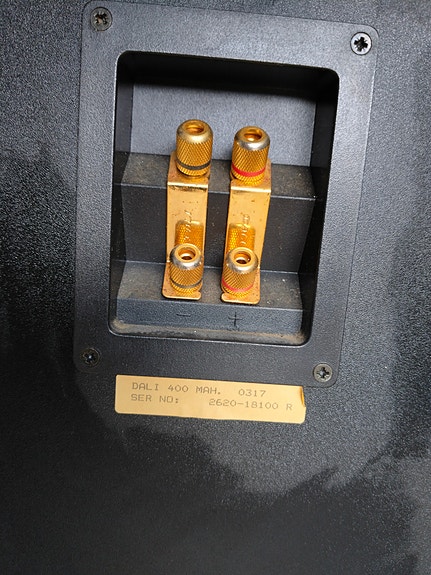 - +
DALI 400 MAH. 0317
SER NO: 2620-18100 R